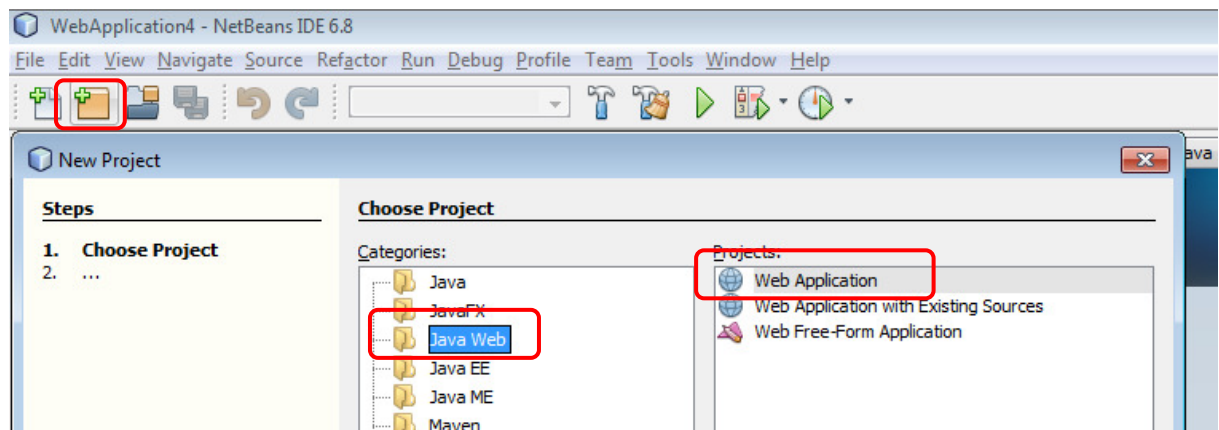 WebApplication4 - NetBeans IDE 6.8
File Edit View Navigate Source Refactor Run Debug Profile Team Tools Window Help
New Project
ava
Steps
Choose Project
1. Choose Project
2. ...
Categories:
Projects:
Java
JavaFX
Java Web
Java EE
Java ME
Maven
Web Application
Web Application with Existing Sources
Web Free-Form Application